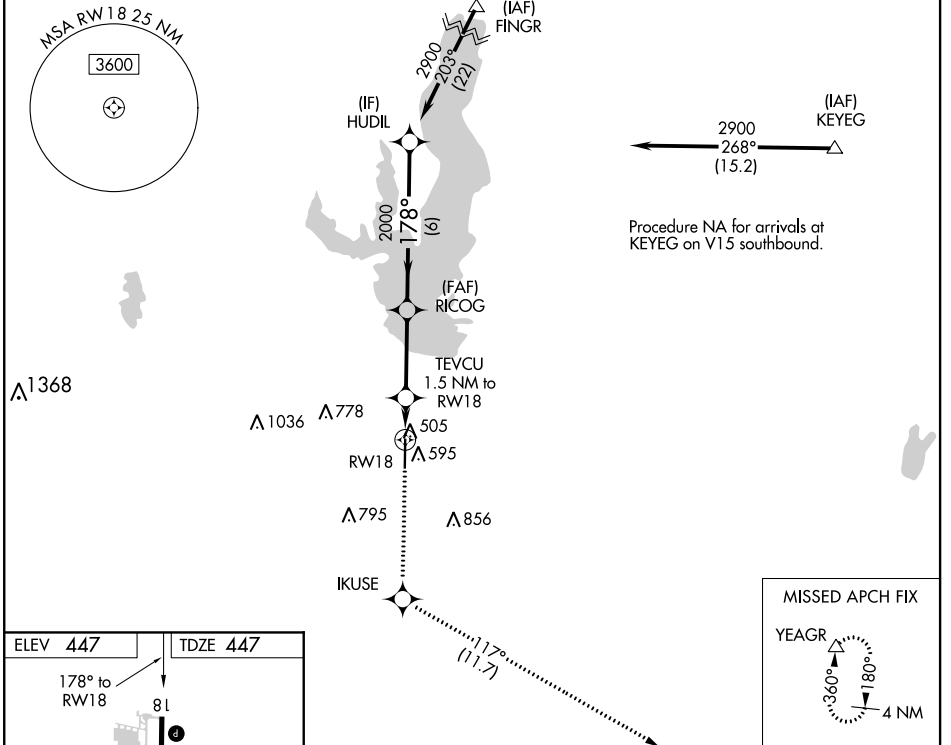 MSA RW18 25 NM
3600
(IAF)
FINGR
2900
203°
(22)
(IF)
HUDIL
(IAF)
KEYEG
2900
268°
(15.2)
Procedure NA for arrivals at
KEYEG on V15 southbound.
2000
178°
(6)
(FAF)
RICOG
TEVCU
1.5 NM to
RW18
1368
1036
778
505
595
RW18
795
856
IKUSE
117°
(11.7)
MISSED APCH FIX
YEAGR
360°
180°
4 NM
ELEV 447
TDZE 447
178° to
RW18
18
P